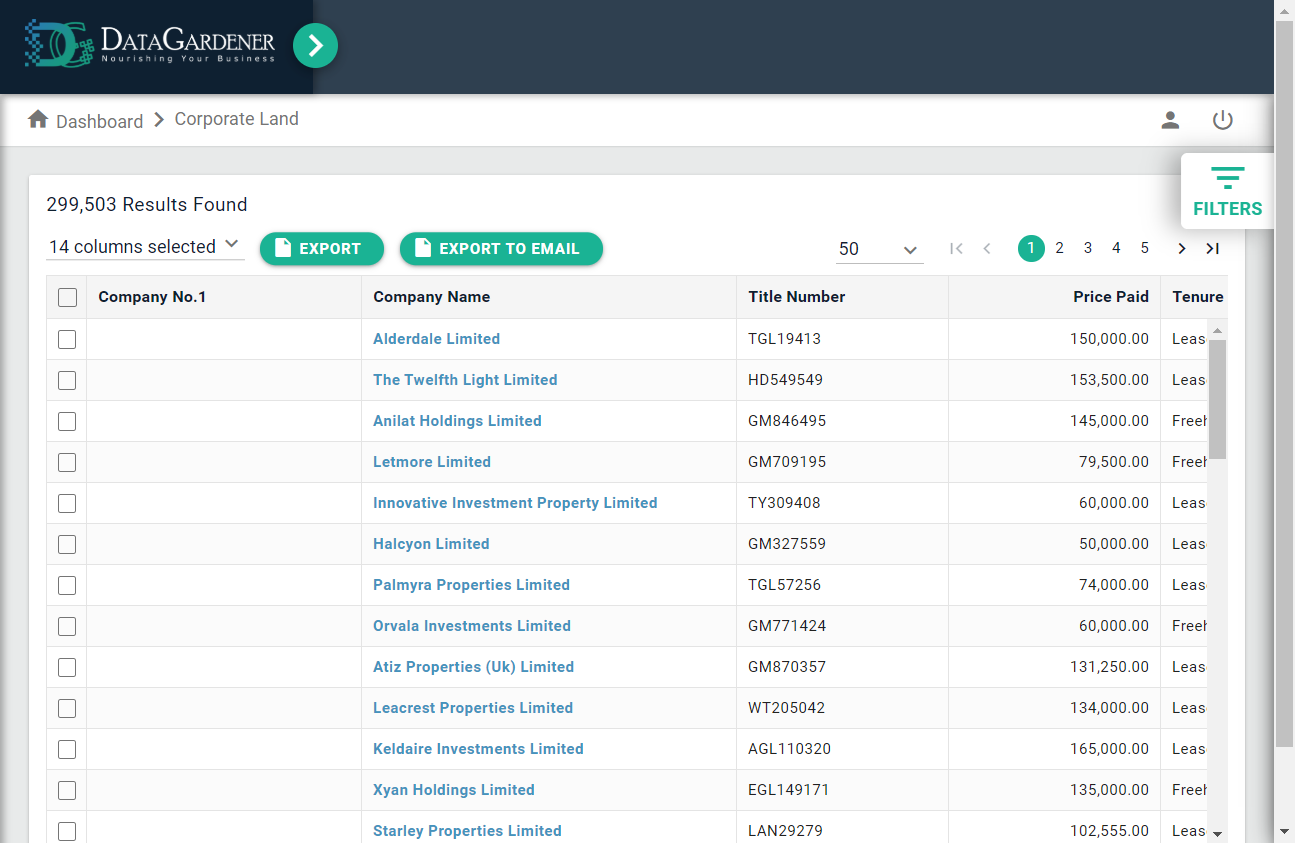 DATAGARDENER
Nourishing Your Business
Dashboard Corporate Land
FILTERS
299,503 Results Found
14 columns selected EXPORT EXPORT TO EMAIL 50 1 2 3 4 5
Company No.1 Company Name Title Number Price Paid Tenure
Alderdale Limited TGL19413 150,000.00 Leas
The Twelfth Light Limited HD549549 153,500.00 Leas
Anilat Holdings Limited GM846495 145,000.00 Freeh
Letmore Limited GM709195 79,500.00 Freeh
Innovative Investment Property Limited TY309408 60,000.00 Leas
Halcyon Limited GM327559 50,000.00 Leas
Palmyra Properties Limited TGL57256 74,000.00 Leas
Orvala Investments Limited GM771424 60,000.00 Freeh
Atiz Properties (Uk) Limited GM870357 131,250.00 Leas
Leacrest Properties Limited WT205042 134,000.00 Leas
Keldaire Investments Limited AGL110320 165,000.00 Leas
Xyan Holdings Limited EGL149171 135,000.00 Freeh
Starley Properties Limited LAN29279 102,555.00 Leas